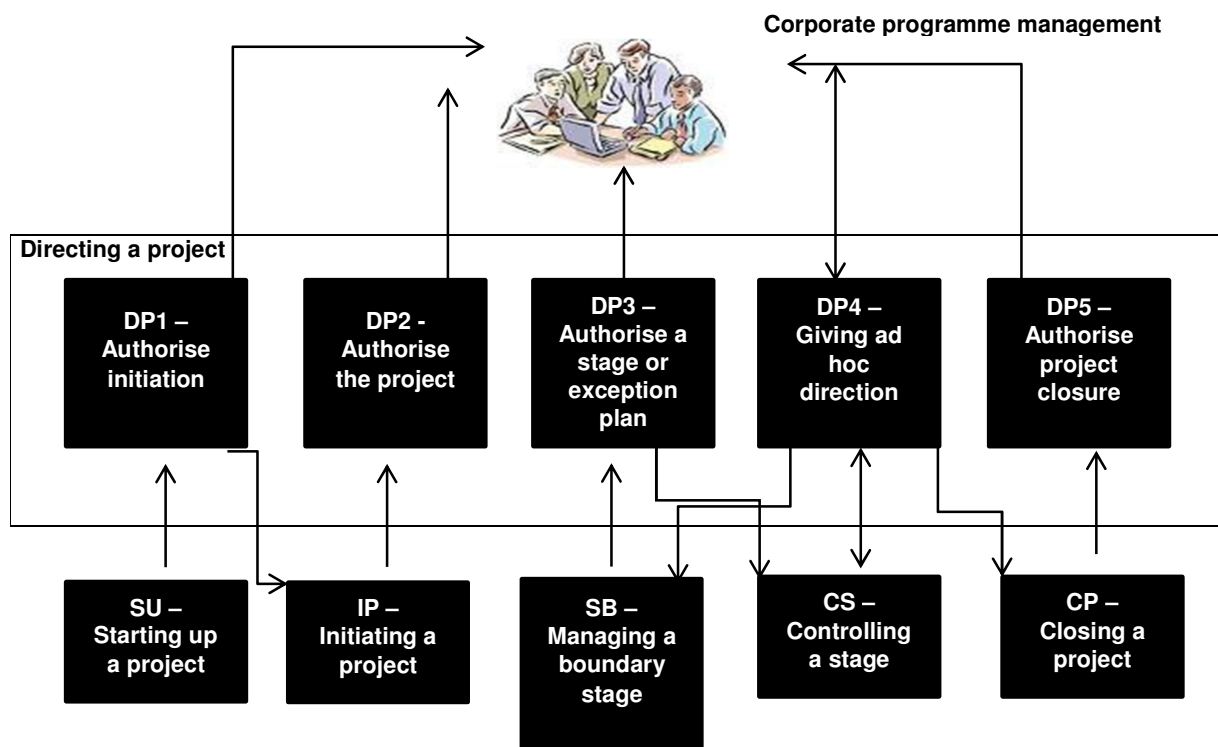 Corporate programme management
Directing a project
DP1 –
Authorise
initiation
DP2 -
Authorise
the project
DP3 –
Authorise a
stage or
exception
plan
DP4 –
Giving ad
hoc
direction
DP5 –
Authorise
project
closure
SU –
Starting up
a project
IP –
Initiating a
project
SB –
Managing a
boundary
stage
CS –
Controlling
a stage
CP –
Closing a
project